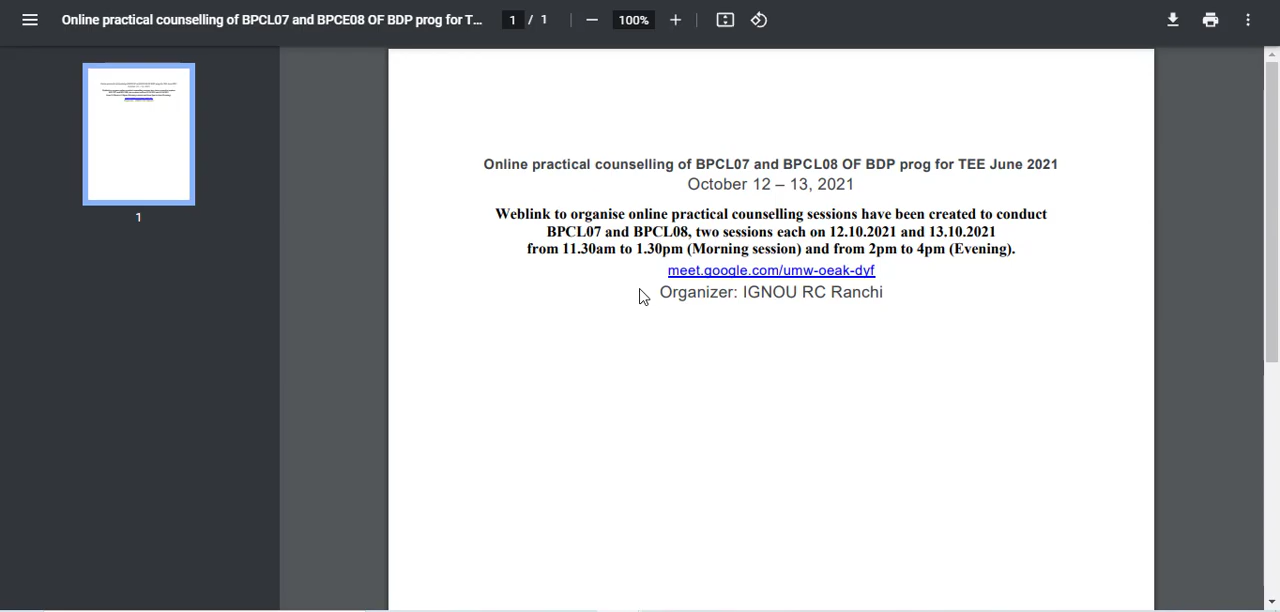 Online practical counselling of BPCL07 and BPCE08 OF BDP prog for T... 1 / 1 100%
Online practical counselling of BPCL07 and BPCL08 OF BDP prog for TEE June 2021
October 12 – 13, 2021
Weblink to organise online practical counselling sessions have been created to conduct
BPCL07 and BPCL08, two sessions each on 12.10.2021 and 13.10.2021
from 11.30am to 1.30pm (Morning session) and from 2pm to 4pm (Evening).
meet.google.com/umw-oeak-dyf
Organizer: IGNOU RC Ranchi
1